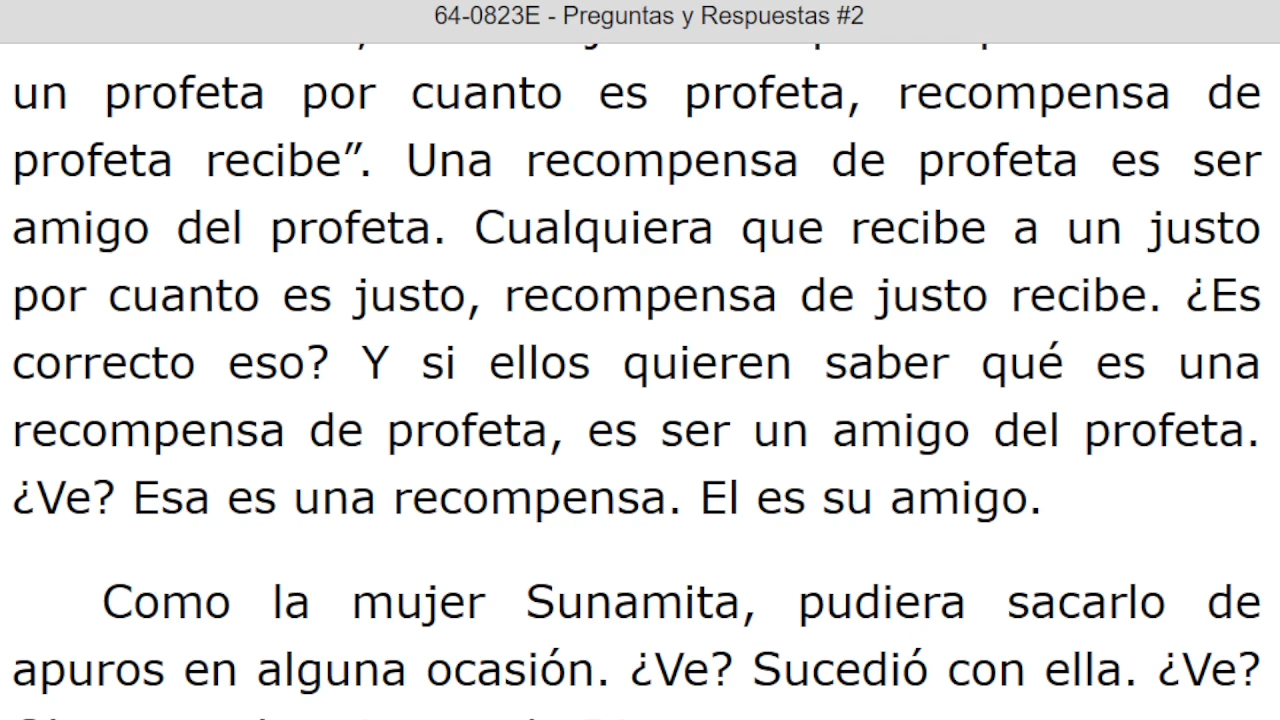 64-0823E - Preguntas y Respuestas #2
un profeta por cuanto es profeta, recompensa de
profeta recibe”. Una recompensa de profeta es ser
amigo del profeta. Cualquiera que recibe a un justo
por cuanto es justo, recompensa de justo recibe. ¿Es
correcto eso? Y si ellos quieren saber qué es una
recompensa de profeta, es ser un amigo del profeta.
¿Ve? Esa es una recompensa. El es su amigo.
Como la mujer Sunamita, pudiera sacarlo de
apuros en alguna ocasión. ¿Ve? Sucedió con ella. ¿Ve?